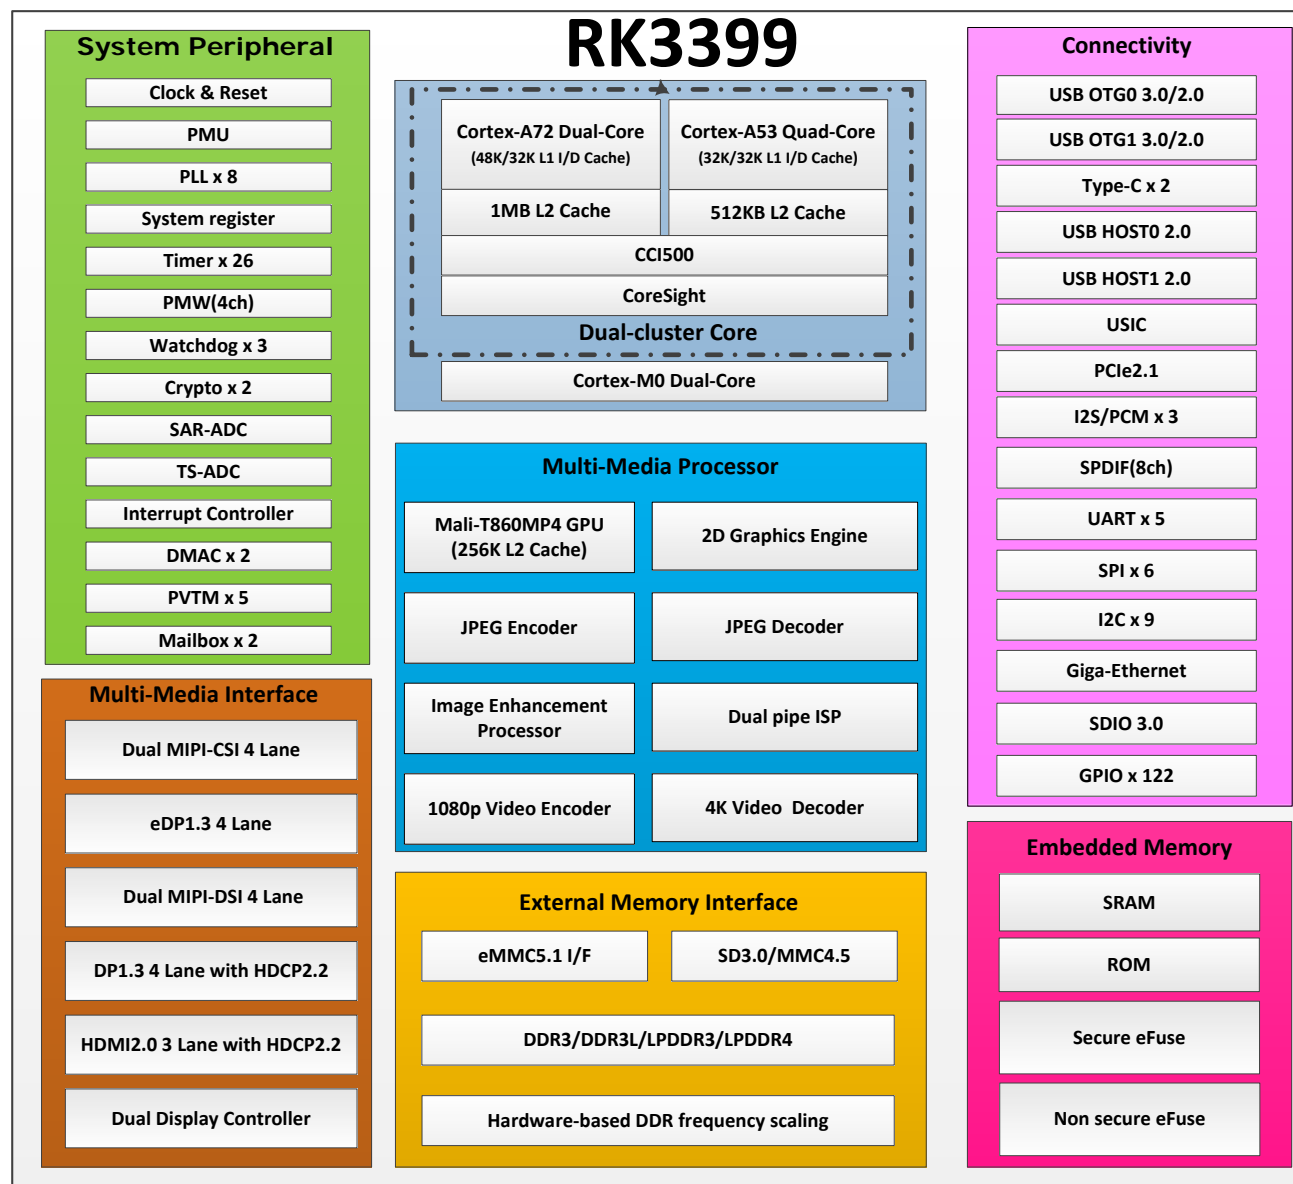 RK3399
System Peripheral
Clock & Reset
PMU
PLL x 8
System register
Timer x 26
PMW(4ch)
Watchdog x 3
Crypto x 2
SAR-ADC
TS-ADC
Interrupt Controller
DMAC x 2
PVTM x 5
Mailbox x 2
Multi-Media Interface
Dual MIPI-CSI 4 Lane
eDP1.3 4 Lane
Dual MIPI-DSI 4 Lane
DP1.3 4 Lane with HDCP2.2
HDMI2.0 3 Lane with HDCP2.2
Dual Display Controller
Cortex-A72 Dual-Core
(48K/32K L1 I/D Cache)
Cortex-A53 Quad-Core
(32K/32K L1 I/D Cache)
1MB L2 Cache
512KB L2 Cache
CCI500
CoreSight
Dual-cluster Core
Cortex-M0 Dual-Core
Multi-Media Processor
Mali-T860MP4 GPU
(256K L2 Cache)
2D Graphics Engine
JPEG Encoder
JPEG Decoder
Image Enhancement
Processor
Dual pipe ISP
1080p Video Encoder
4K Video  Decoder
External Memory Interface
eMMC5.1 I/F
SD3.0/MMC4.5
DDR3/DDR3L/LPDDR3/LPDDR4
Hardware-based DDR frequency scaling
Connectivity
USB OTG0 3.0/2.0
USB OTG1 3.0/2.0
Type-C x 2
USB HOST0 2.0
USB HOST1 2.0
USIC
PCIe2.1
I2S/PCM x 3
SPDIF(8ch)
UART x 5
SPI x 6
I2C x 9
Giga-Ethernet
SDIO 3.0
GPIO x 122
Embedded Memory
SRAM
ROM
Secure eFuse
Non secure eFuse